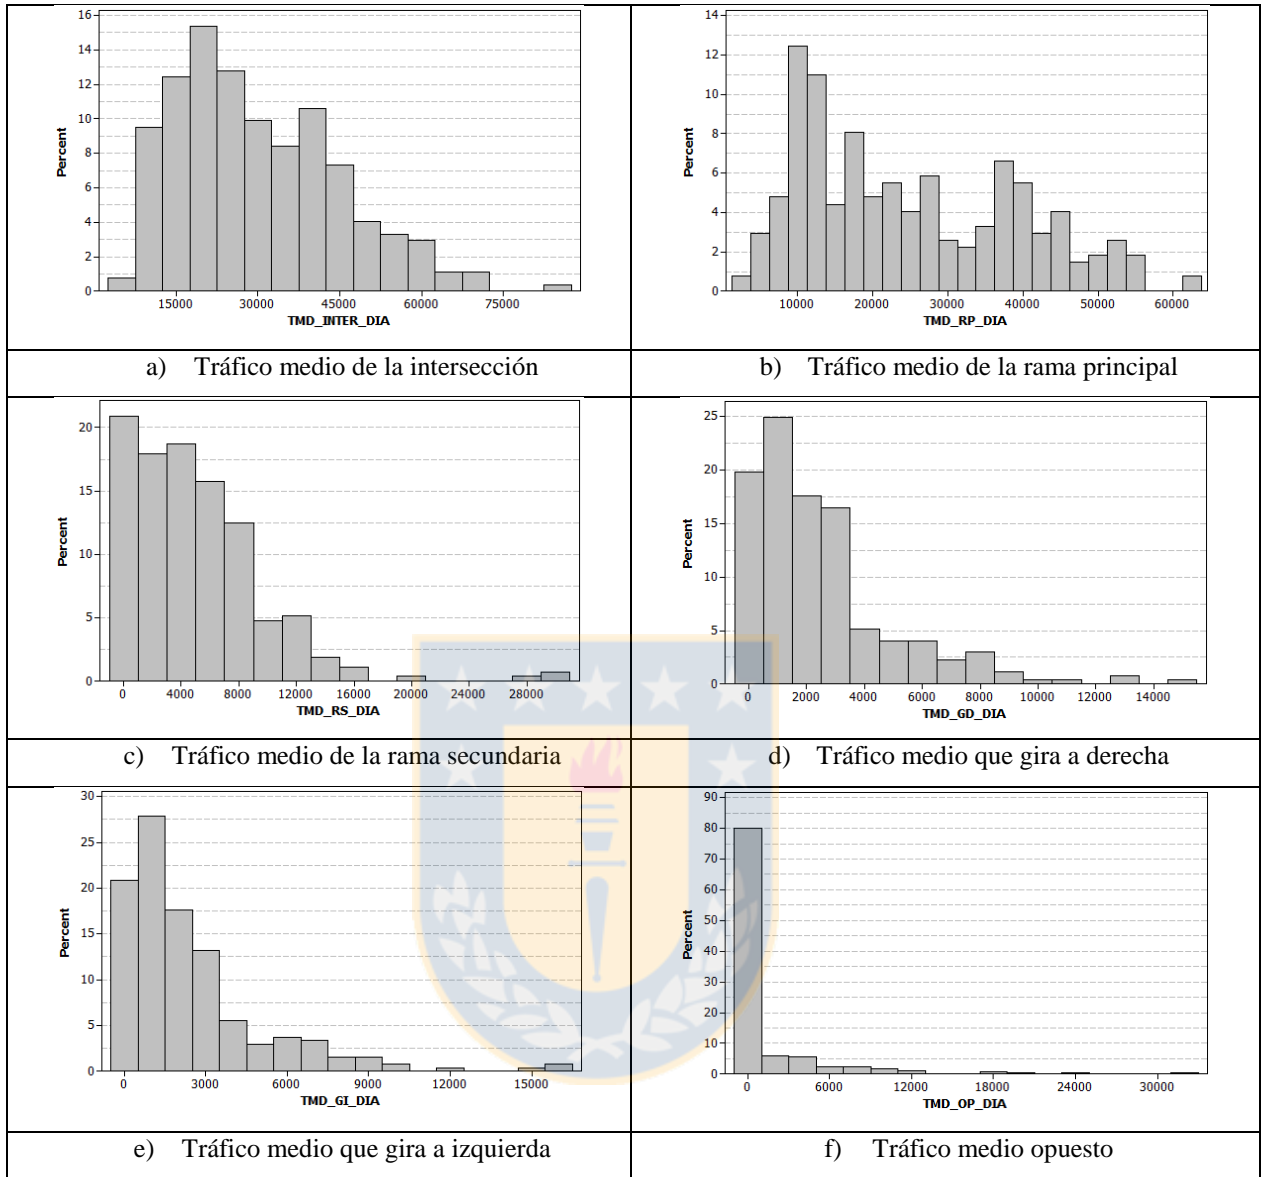 16
14
12
10
8
6
4
2
0
Percent
15000 30000 45000 60000 75000
TMD_INTER_DIA
14
12
10
8
6
4
2
0
Percent
10000 20000 30000 40000 50000 60000
TMD_RP_DIA
a) Tráfico medio de la intersección
b) Tráfico medio de la rama principal
20
15
10
5
0
Percent
0 4000 8000 12000 16000 20000 24000 28000
TMD_RS_DIA
25
20
15
10
5
0
Percent
0 2000 4000 6000 8000 10000 12000 14000
TMD_GD_DIA
c) Tráfico medio de la rama secundaria
d) Tráfico medio que gira a derecha
30
25
20
15
10
5
0
Percent
0 3000 6000 9000 12000 15000
TMD_GI_DIA
90
80
70
60
50
40
30
20
10
0
Percent
0 6000 12000 18000 24000 30000
TMD_OP_DIA
e) Tráfico medio que gira a izquierda
f) Tráfico medio opuesto